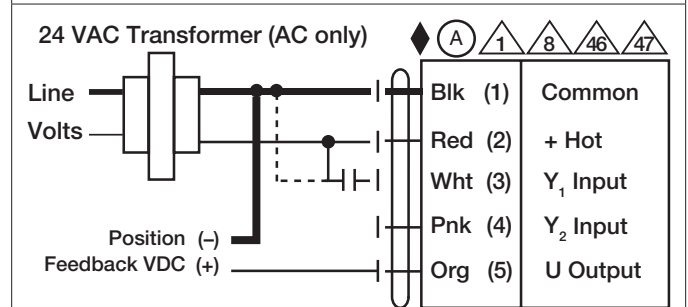 24 VAC Transformer (AC only)
A 1 8 46 47
Line
Volts
Blk (1) Common
Red (2) + Hot
Wht (3) Y1 Input
Pnk (4) Y2 Input
Org (5) U Output
Position (–)
Feedback VDC (+)